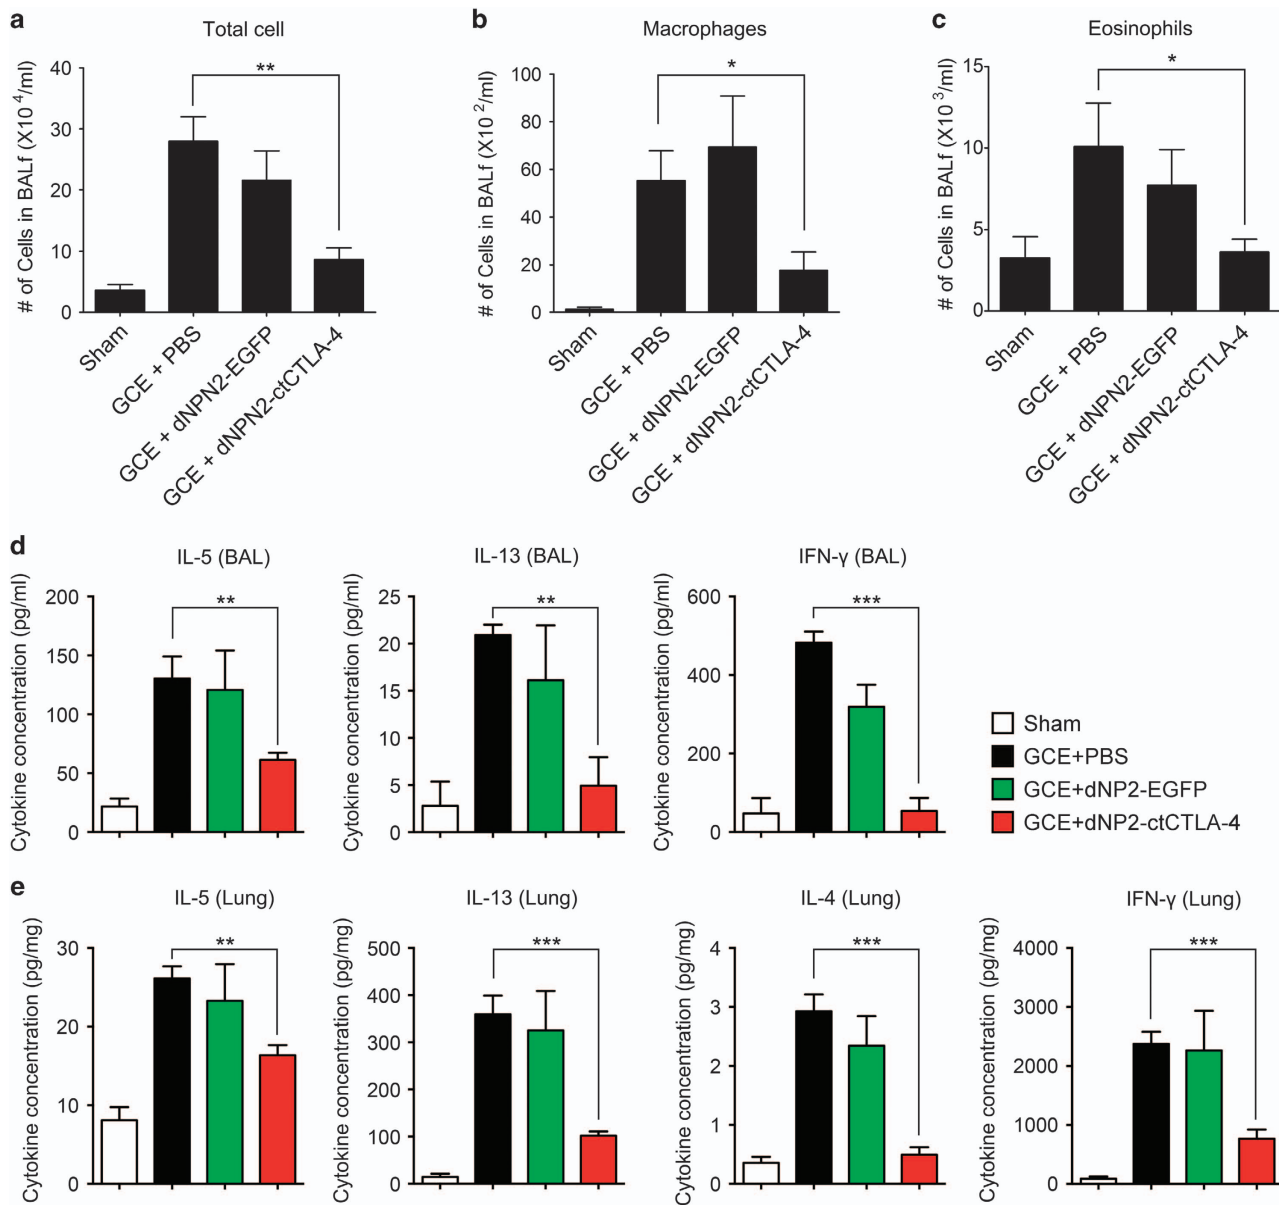 a
Total cell
# of Cells in BALf (X10 4/ml)
40
30
20
10
0
**
Sham
GCE + PBS
GCE + dNPN2-EGFP
GCE + dNPN2-ctCTLA-4
b
Macrophages
# of Cells in BALf (X10 2/ml)
100
80
60
40
20
0
*
Sham
GCE + PBS
GCE + dNPN2-EGFP
GCE + dNPN2-ctCTLA-4
c
Eosinophils
# of Cells in BALf (X10 3/ml)
15
10
5
0
*
Sham
GCE + PBS
GCE + dNPN2-EGFP
GCE + dNPN2-ctCTLA-4
d
IL-5 (BAL)
Cytokine concentration (pg/ml)
200
150
100
50
0
**
IL-13 (BAL)
Cytokine concentration (pg/ml)
25
20
15
10
5
0
**
IFN-γ (BAL)
Cytokine concentration (pg/ml)
600
400
200
0
***
Sham
GCE+PBS
GCE+dNP2-EGFP
GCE+dNP2-ctCTLA-4
e
IL-5 (Lung)
Cytokine concentration (pg/mg)
30
20
10
0
**
IL-13 (Lung)
Cytokine concentration (pg/mg)
500
400
300
200
100
0
***
IL-4 (Lung)
Cytokine concentration (pg/mg)
4
3
2
1
0
***
IFN-γ (Lung)
Cytokine concentration (pg/mg)
4000
3000
2000
1000
0
***